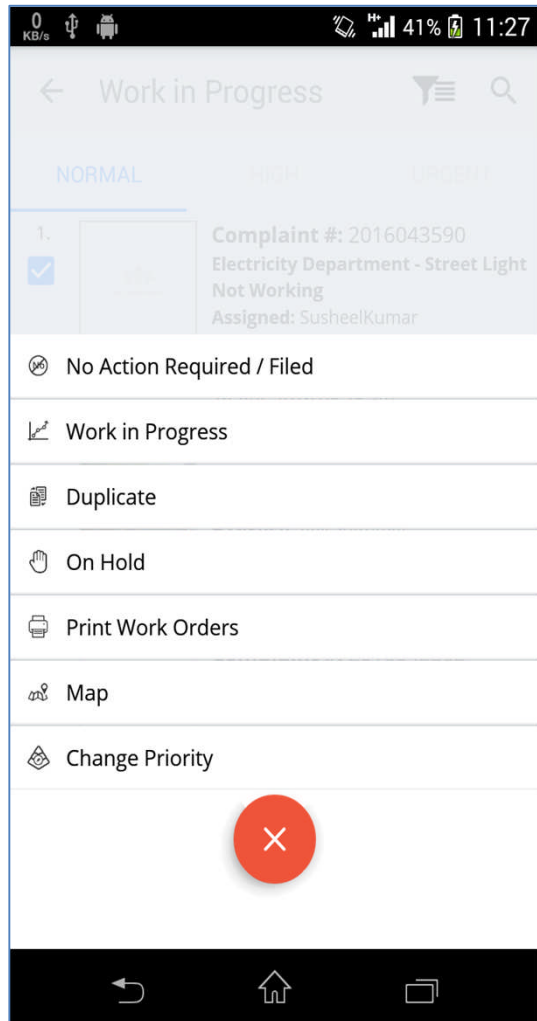 0
KB/s
H+
41%
11:27
Work in Progress
NORMAL
HIGH
URGENT
1.
Complaint #: 2016043590
Electricity Department - Street Light
Not Working
Assigned: SusheelKumar
No Action Required / Filed
Work in Progress
Duplicate
On Hold
Print Work Orders
Map
Change Priority